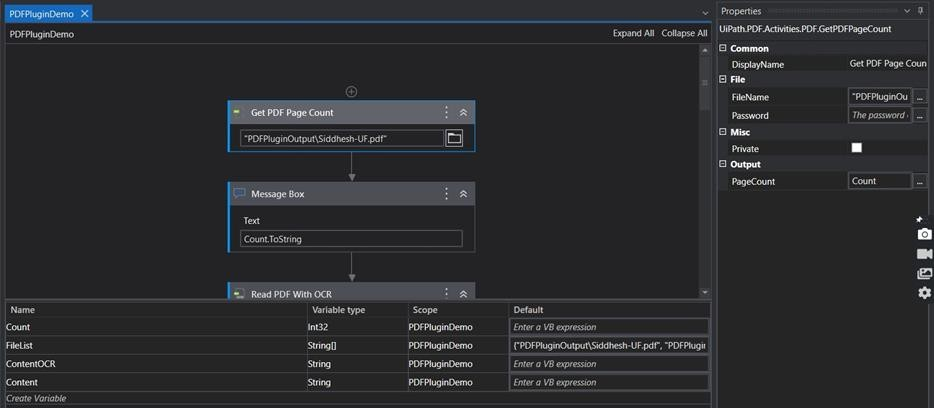 PDFPluginDemo
PDFPluginDemo
Expand All Collapse All
Get PDF Page Count
"PDFPluginOutput\Siddhesh-UF.pdf"
Message Box
Text
Count.ToString
Read PDF With OCR
Name Variable type Scope Default
Count Int32 PDFPluginDemo Enter a VB expression
FileList String[] PDFPluginDemo {"PDFPluginOutput\Siddhesh-UF.pdf", "PDFPlugin
ContentOCR String PDFPluginDemo Enter a VB expression
Content String PDFPluginDemo Enter a VB expression
Create Variable
Properties
UiPath.PDF.Activities.PDF.GetPDFPageCount
Common
DisplayName Get PDF Page Coun
File
FileName "PDFPluginOu ...
Password The password ...
Misc
Private
Output
PageCount Count ...